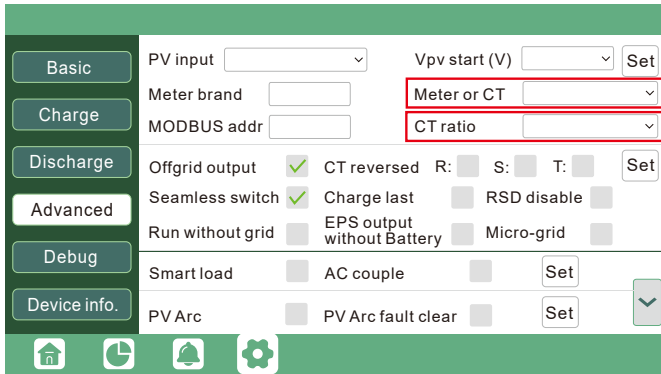 Basic
Charge
Discharge
Advanced
Debug
Device info.
PV input
Vpv start (V)
Set
Meter brand
Meter or CT
MODBUS addr
CT ratio
Offgrid output
CT reversed R: S: T:
Set
Seamless switch
Charge last
RSD disable
Run without grid
EPS output
without Battery
Micro-grid
Smart load
AC couple
Set
PV Arc
PV Arc fault clear
Set